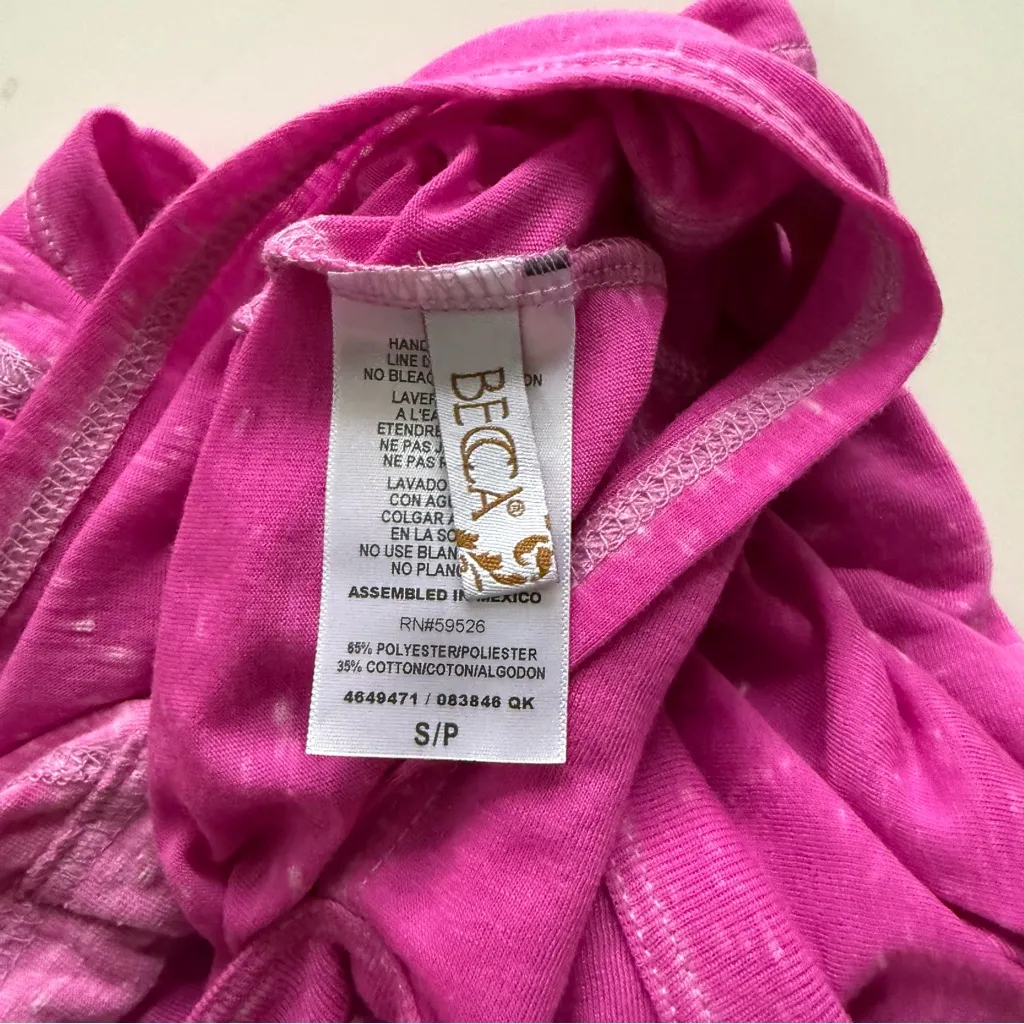 HAND
LINE D
NO BLEAC ON
LAVER
A L'EA
ETENDRE
NE PAS
NE PAS
LAVADO
CON AGU
COLGAR A
EN LA SO
NO USE BLAN
NO PLANC
ASSEMBLED IN MEXICO
RN#59526
65% POLYESTER/POLIESTER
35% COTTON/COTON/ALGODON
4649471 / 083846 QK
S/P
BECCA®